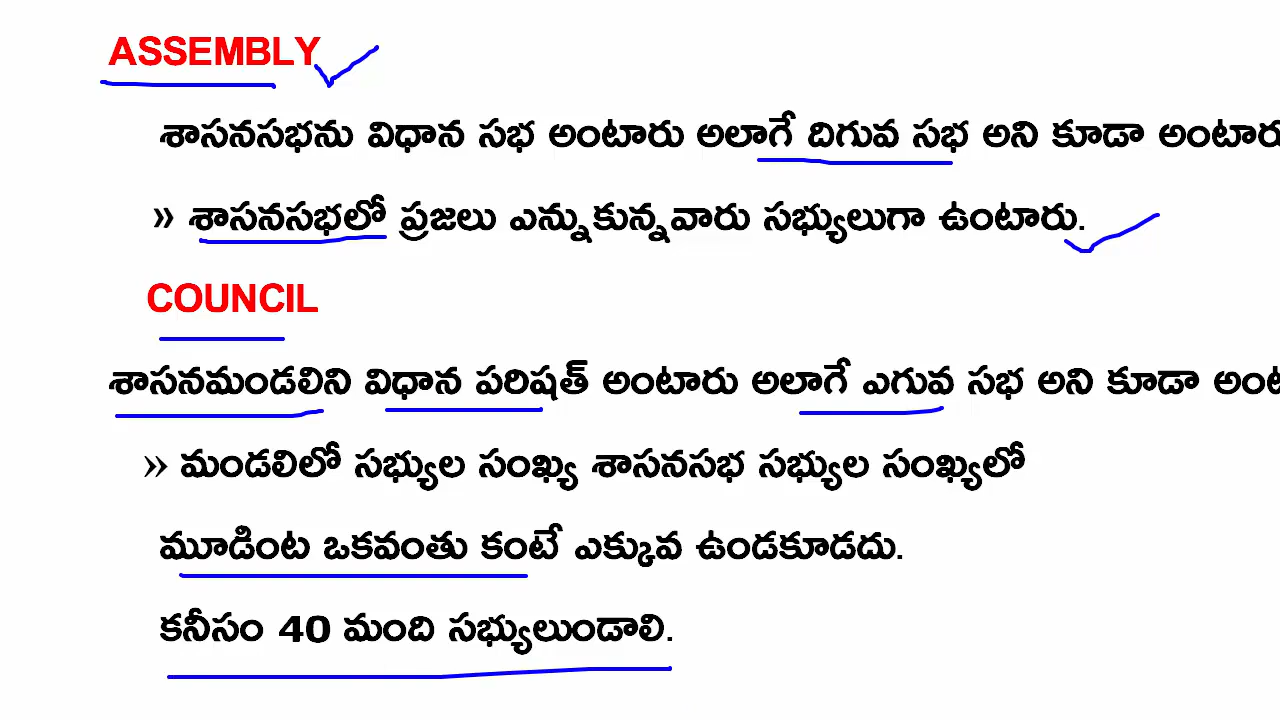 ASSEMBLY
శాసనసభను విధాన సభ అంటారు అలాగే దిగువ సభ అని కూడా అంటారు
» శాసనసభలో ప్రజలు ఎన్నుకున్నవారు సభ్యులుగా ఉంటారు.
COUNCIL
శాసనమండలిని విధాన పరిషత్ అంటారు అలాగే ఎగువ సభ అని కూడా
» మండలిలో సభ్యుల సంఖ్య శాసనసభ సభ్యుల సంఖ్యలో
మూడింట ఒకవంతు కంటే ఎక్కువ ఉండకూడదు.
కనీసం 40 మంది సభ్యులుండాలి.